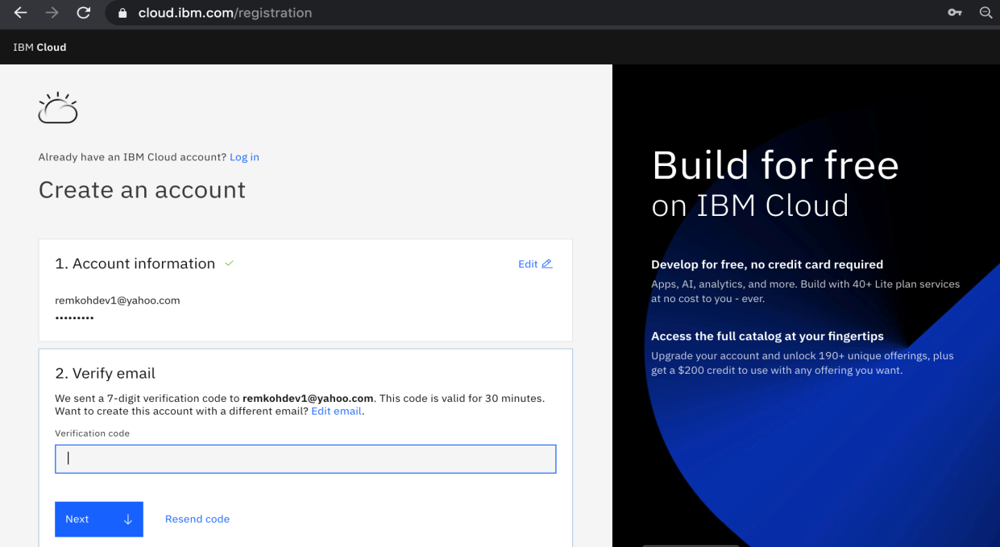 cloud.ibm.com/registration
IBM Cloud
Already have an IBM Cloud account? Log in
Create an account
1. Account information
Edit
remkohdev1@yahoo.com
•••••••••
2. Verify email
We sent a 7-digit verification code to remkohdev1@yahoo.com. This code is valid for 30 minutes.
Want to create this account with a different email? Edit email.
Verification code
Next
Resend code
Build for free
on IBM Cloud
Develop for free, no credit card required
Apps, AI, analytics, and more. Build with 40+ Lite plan services
at no cost to you - ever.
Access the full catalog at your fingertips
Upgrade your account and unlock 190+ unique offerings, plus
get a $200 credit to use with any offering you want.